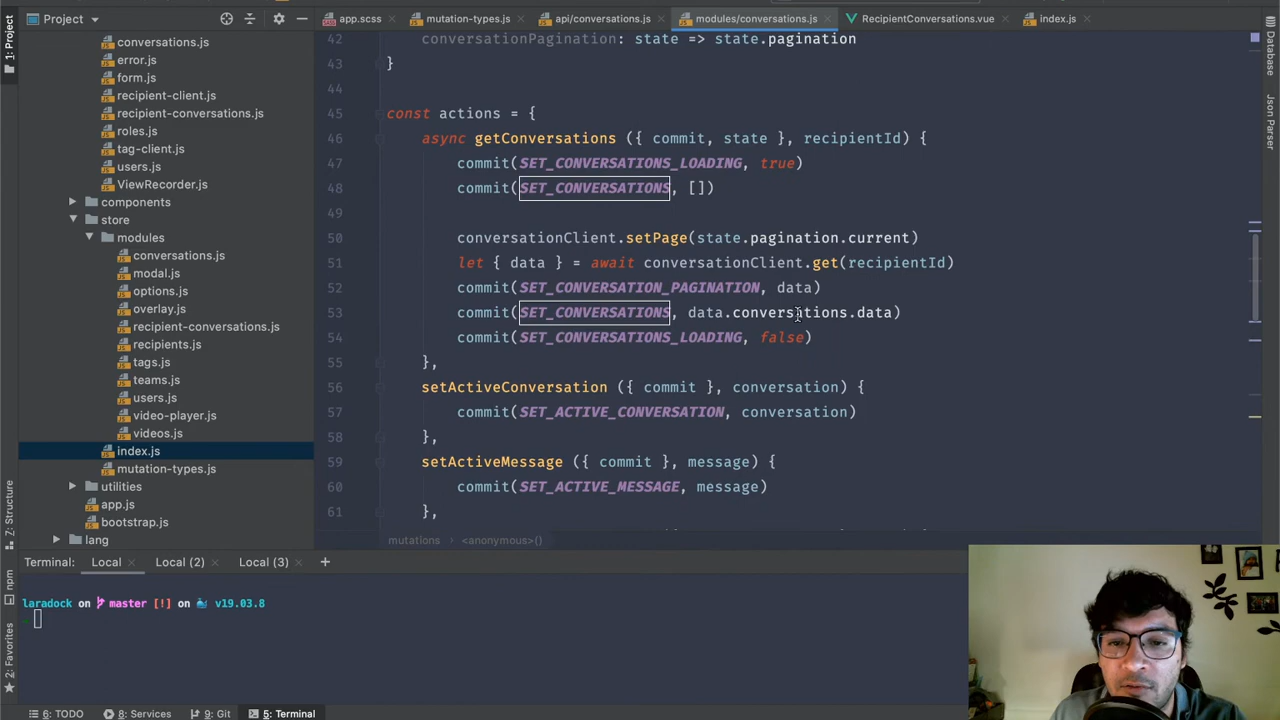 Project
app.scss
mutation-types.js
api/conversations.js
modules/conversations.js
RecipientConversations.vue
index.js
1: Project
Z: Structure
npm
2: Favorites
Database
Json Parser
conversations.js
error.js
form.js
recipient-client.js
recipient-conversations.js
roles.js
tag-client.js
users.js
ViewRecorder.js
components
store
modules
conversations.js
modal.js
options.js
overlay.js
recipient-conversations.js
recipients.js
tags.js
teams.js
users.js
video-player.js
videos.js
index.js
mutation-types.js
utilities
app.js
bootstrap.js
lang
42 conversationPagination: state => state.pagination
43 }
44
45 const actions = {
46 async getConversations ({ commit, state }, recipientId) {
47 commit(SET_CONVERSATIONS_LOADING, true)
48 commit(SET_CONVERSATIONS, [])
49
50 conversationClient.setPage(state.pagination.current)
51 let { data } = await conversationClient.get(recipientId)
52 commit(SET_CONVERSATION_PAGINATION, data)
53 commit(SET_CONVERSATIONS, data.conversations.data)
54 commit(SET_CONVERSATIONS_LOADING, false)
55 },
56 setActiveConversation ({ commit }, conversation) {
57 commit(SET_ACTIVE_CONVERSATION, conversation)
58 },
59 setActiveMessage ({ commit }, message) {
60 commit(SET_ACTIVE_MESSAGE, message)
61 },
mutations <anonymous>()
Terminal: Local Local (2) Local (3) +
laradock on master [!] on v19.03.8
6: TODO 8: Services 9: Git 5: Terminal